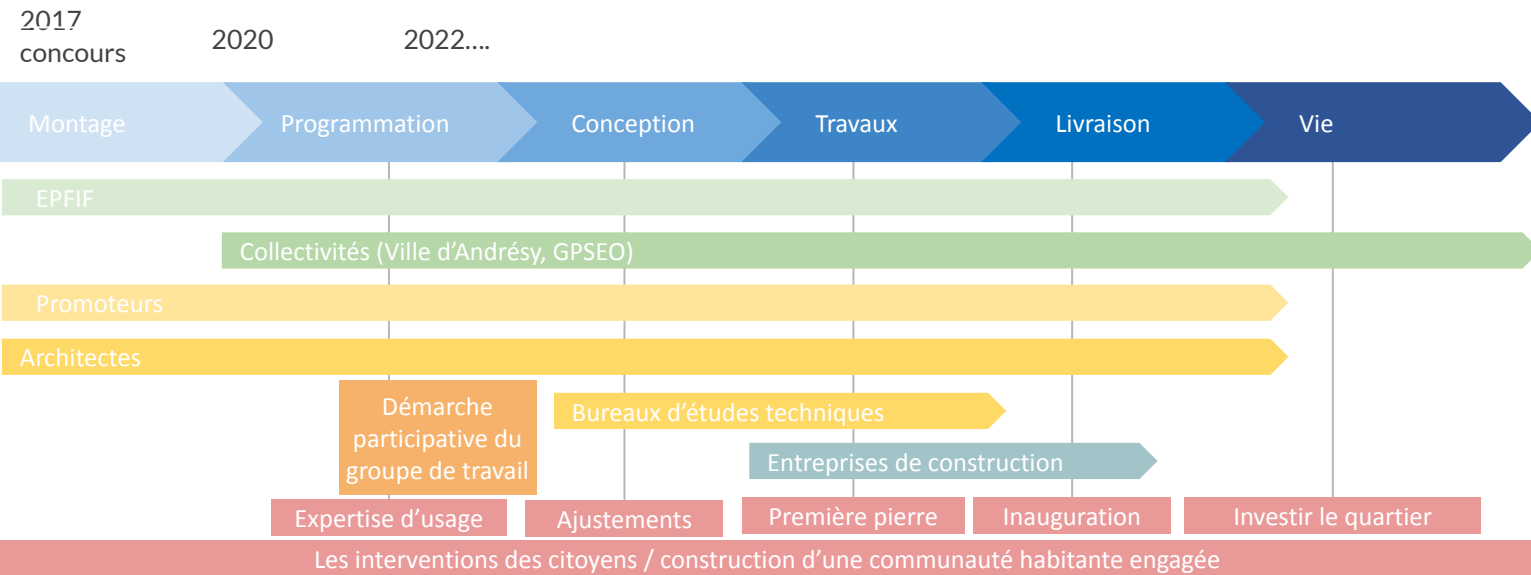 2017
concours
2020
2022….
Montage
Programmation
Conception
Travaux
Livraison
Vie
EPFIF
Collectivités (Ville d’Andrésy, GPSEO)
Promoteurs
Architectes
Démarche
participative du
groupe de travail
Bureaux d’études techniques
Entreprises de construction
Expertise d’usage
Ajustements
Première pierre
Inauguration
Investir le quartier
Les interventions des citoyens / construction d’une communauté habitante engagée